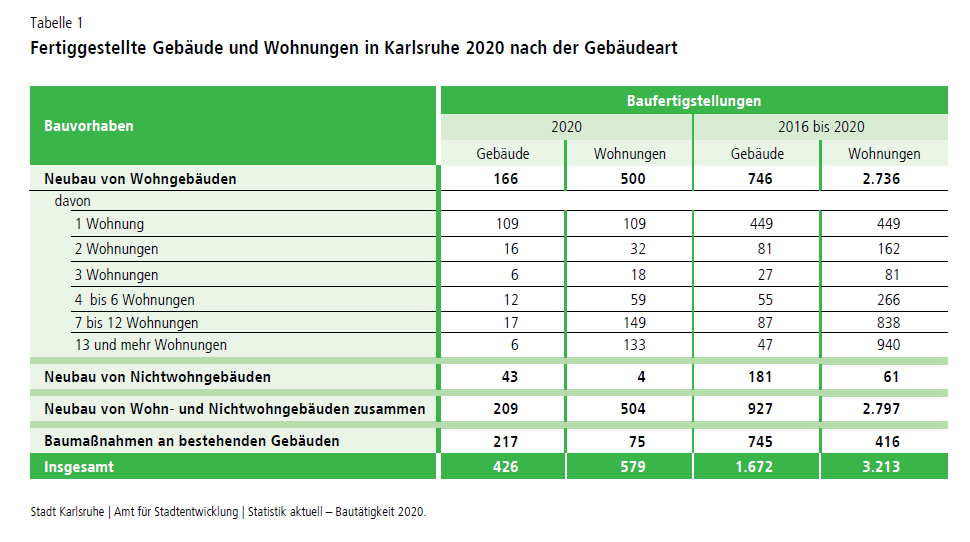 Tabelle 1
Fertiggestellte Gebäude und Wohnungen in Karlsruhe 2020 nach der Gebäudeart
Bauvorhaben
Baufertigstellungen
2020 2016 bis 2020
Gebäude Wohnungen Gebäude Wohnungen
Neubau von Wohngebäuden 166 500 746 2.736
davon
1 Wohnung 109 109 449 449
2 Wohnungen 16 32 81 162
3 Wohnungen 6 18 27 81
4 bis 6 Wohnungen 12 59 55 266
7 bis 12 Wohnungen 17 149 87 838
13 und mehr Wohnungen 6 133 47 940
Neubau von Nichtwohngebäuden 43 4 181 61
Neubau von Wohn- und Nichtwohngebäuden zusammen 209 504 927 2.797
Baumaßnahmen an bestehenden Gebäuden 217 75 745 416
Insgesamt 426 579 1.672 3.213
Stadt Karlsruhe | Amt für Stadtentwicklung | Statistik aktuell – Bautätigkeit 2020.